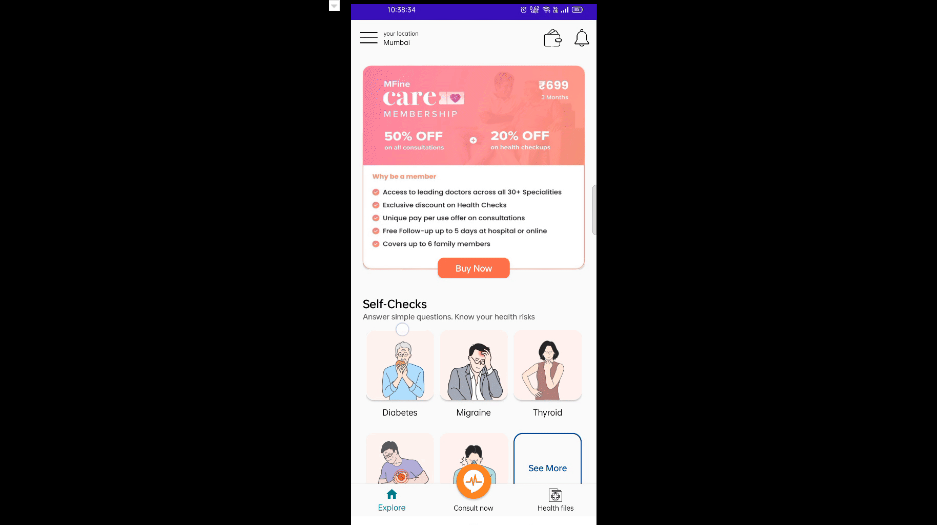 10:38:34
your location
Mumbai
MFine
care
MEMBERSHIP
₹699
3 Months
50% OFF
on all consultations
20% OFF
on health checkups
Why be a member
Access to leading doctors across all 30+ Specialities
Exclusive discount on Health Checks
Unique pay per use offer on consultations
Free Follow-up up to 5 days at hospital or online
Covers up to 6 family members
Buy Now
Self-Checks
Answer simple questions. Know your health risks
Diabetes
Migraine
Thyroid
See More
Explore
Consult now
Health files